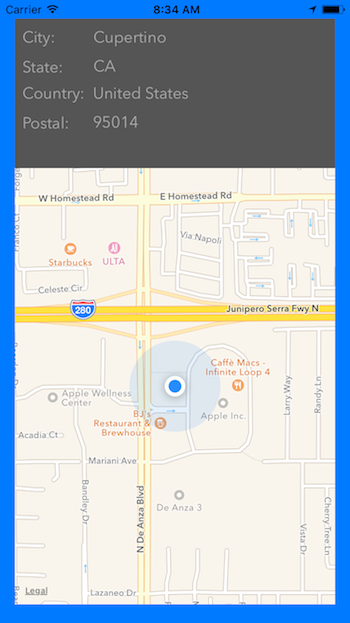 Carrier 8:34 AM
City: Cupertino
State: CA
Country: United States
Postal: 95014
W Homestead Rd
E Homestead Rd
Franco Ct
Via Napoli
Starbucks
ULTA
Celeste Cir
280
Junipero Serra Fwy N
Caffè Macs -
Infinite Loop 4
Apple Wellness
Center
Larry Way
Randy Ln
Apple Inc.
BJ's
Restaurant &
Brewhouse
Acadia Ct
Mariani Ave
Bandley Dr
N De Anza Blvd
De Anza 3
Vista Dr
Cherry Tree Ln
Legal
Lazaneo Dr